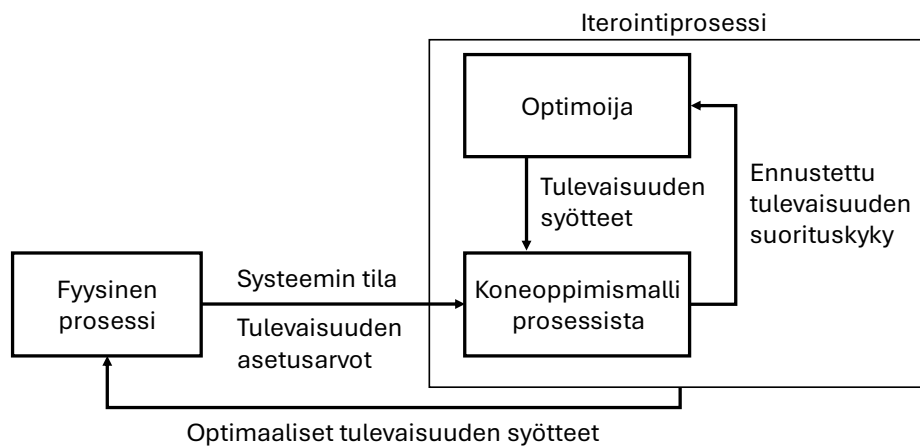 Iterointiprosessi
Optimoija
Tulevaisuuden
syötteet
Ennustettu
tulevaisuuden
suorituskyky
Fyysinen
prosessi
Systeemin tila
Tulevaisuuden
asetusarvot
Koneoppimismalli
prosessista
Optimaaliset tulevaisuuden syötteet